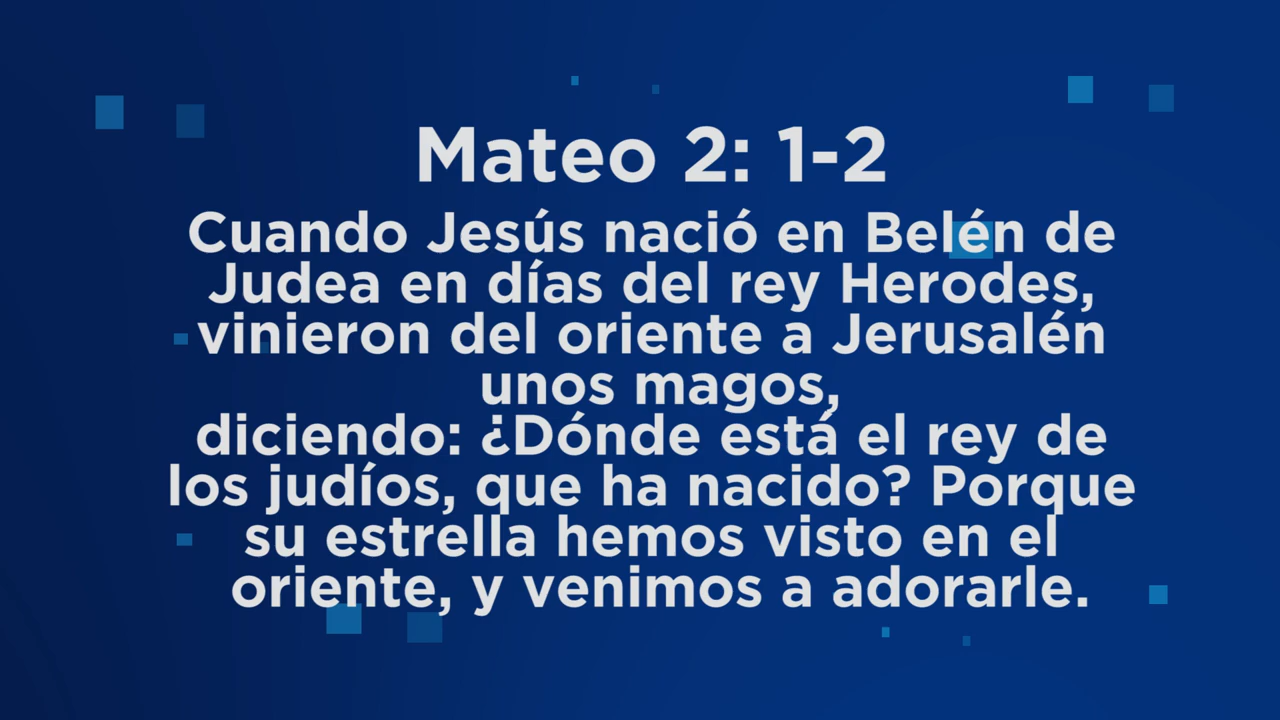 Mateo 2: 1-2
Cuando Jesús nació en Belén de
Judea en días del rey Herodes,
vinieron del oriente a Jerusalén
unos magos,
diciendo: ¿Dónde está el rey de
los judíos, que ha nacido? Porque
su estrella hemos visto en el
oriente, y venimos a adorarle.